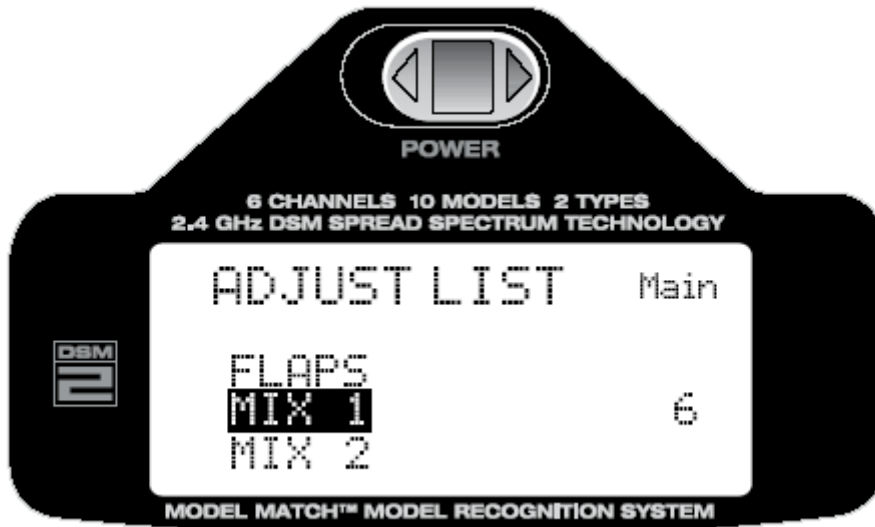 POWER
6 CHANNELS 10 MODELS 2 TYPES
2.4 GHz DSM SPREAD SPECTRUM TECHNOLOGY
ADJUST LIST Main
DSM
2
FLAPS
MIX 1 6
MIX 2
MODEL MATCH™ MODEL RECOGNITION SYSTEM